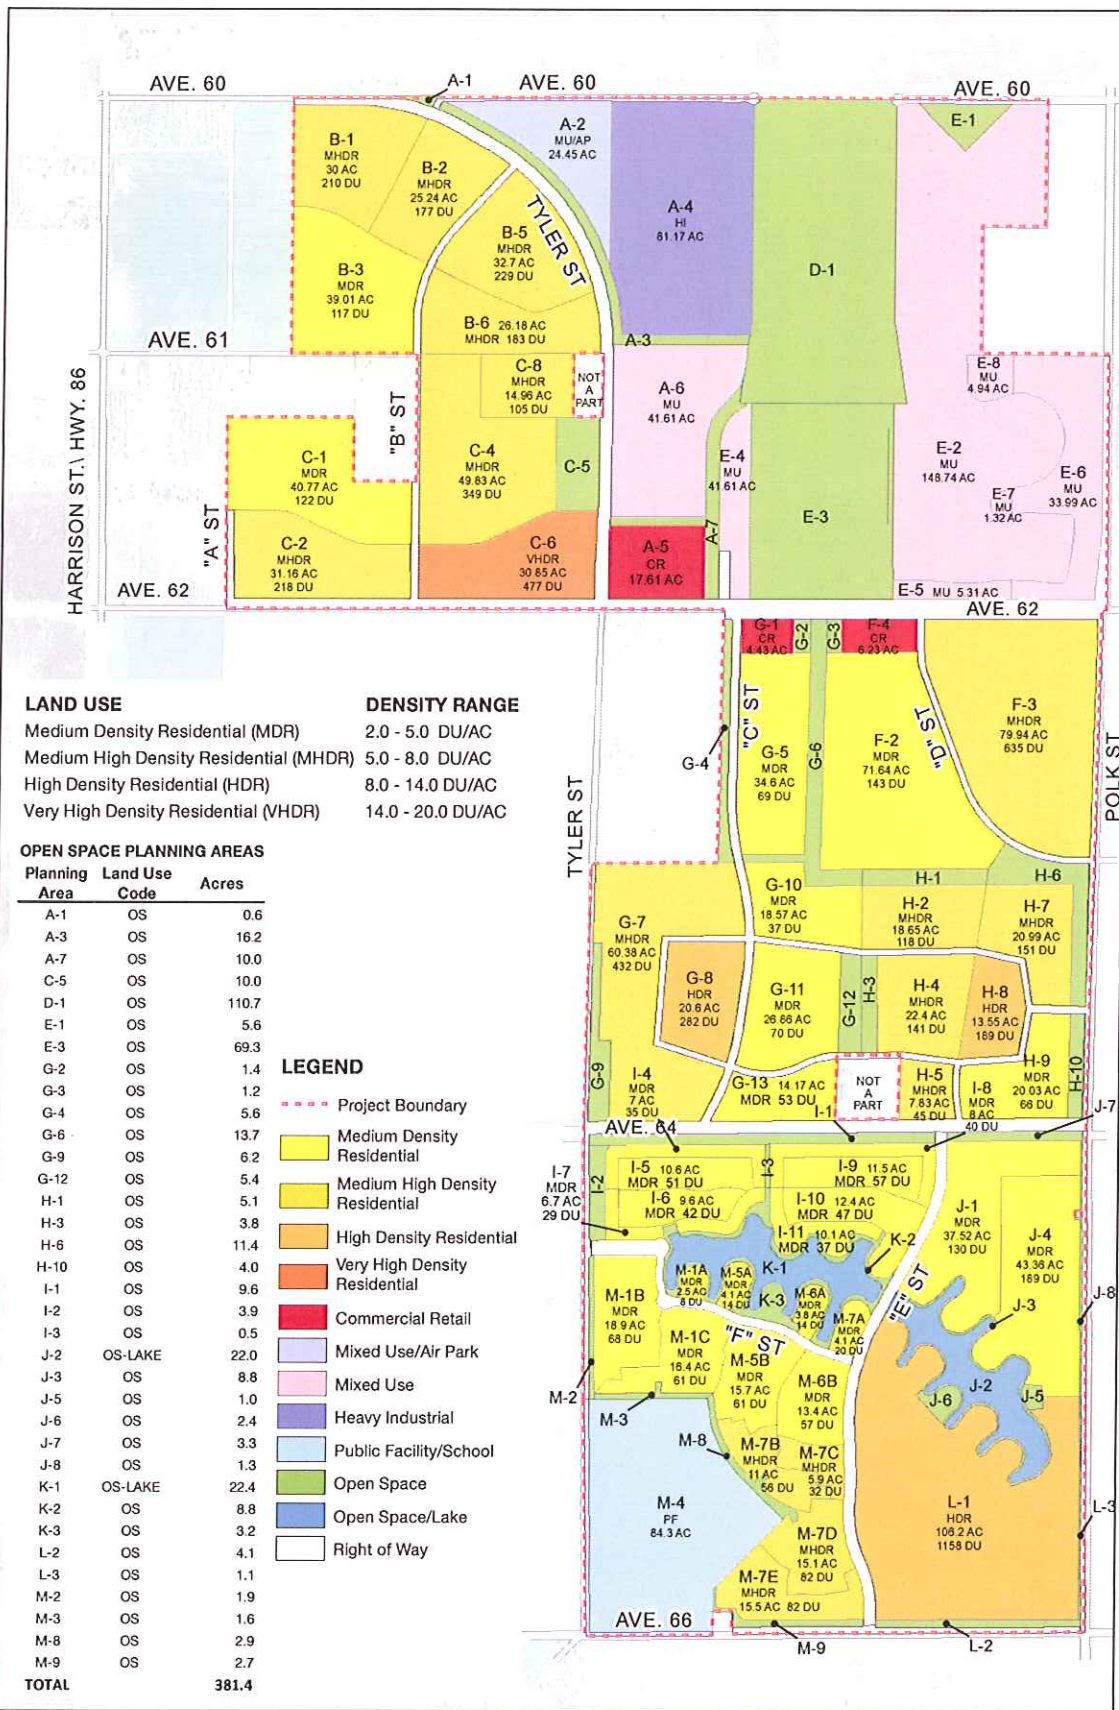 AVE. 60
A-1
AVE. 60
AVE. 60
B-1
MHDR
30 AC
210 DU
B-2
MHDR
25.24 AC
177 DU
A-2
MU/AP
24.45 AC
E-1
A-4
HI
81.17 AC
TYLER ST
B-5
MHDR
32.7 AC
229 DU
B-3
MDR
39.01 AC
117 DU
D-1
B-6 26.18 AC
MHDR 183 DU
AVE. 61
A-3
C-8
MHDR
14.96 AC
105 DU
NOT
A
PART
A-6
MU
41.61 AC
E-8
MU
4.94 AC
HARRISON ST.\ HWY. 86
"B" ST
C-1
MDR
40.77 AC
122 DU
C-4
MHDR
49.83 AC
349 DU
C-5
E-4
MU
41.61 AC
E-2
MU
148.74 AC
E-6
MU
33.99 AC
E-7
MU
1.32 AC
"A" ST
C-2
MHDR
31.16 AC
218 DU
C-6
VHDR
30.85 AC
477 DU
A-5
CR
17.61 AC
A-7
E-3
E-5 MU 5.31 AC
AVE. 62
AVE. 62
G-1
CR
4.43 AC
G-2
G-3
F-4
CR
6.23 AC
LAND USE DENSITY RANGE
Medium Density Residential (MDR) 2.0 - 5.0 DU/AC
Medium High Density Residential (MHDR) 5.0 - 8.0 DU/AC
High Density Residential (HDR) 8.0 - 14.0 DU/AC
Very High Density Residential (VHDR) 14.0 - 20.0 DU/AC
"C" ST
G-4
G-5
MDR
34.6 AC
69 DU
G-6
F-2
MDR
71.64 AC
143 DU
"D" ST
F-3
MHDR
79.94 AC
635 DU
POLK ST
TYLER ST
OPEN SPACE PLANNING AREAS
Planning Area Land Use Code Acres
A-1 OS 0.6
A-3 OS 16.2
A-7 OS 10.0
C-5 OS 10.0
D-1 OS 110.7
E-1 OS 5.6
E-3 OS 69.3
G-2 OS 1.4
G-3 OS 1.2
G-4 OS 5.6
G-6 OS 13.7
G-9 OS 6.2
G-12 OS 5.4
H-1 OS 5.1
H-3 OS 3.8
H-6 OS 11.4
H-10 OS 4.0
I-1 OS 9.6
I-2 OS 3.9
I-3 OS 0.5
J-2 OS-LAKE 22.0
J-3 OS 8.8
J-5 OS 1.0
J-6 OS 2.4
J-7 OS 3.3
J-8 OS 1.3
K-1 OS-LAKE 22.4
K-2 OS 8.8
K-3 OS 3.2
L-2 OS 4.1
L-3 OS 1.1
M-2 OS 1.9
M-3 OS 1.6
M-8 OS 2.9
M-9 OS 2.7
TOTAL 381.4
LEGEND
Project Boundary
Medium Density
Residential
Medium High Density
Residential
High Density Residential
Very High Density
Residential
Commercial Retail
Mixed Use/Air Park
Mixed Use
Heavy Industrial
Public Facility/School
Open Space
Open Space/Lake
Right of Way
G-7
MHDR
60.38 AC
432 DU
G-10
MDR
18.57 AC
37 DU
H-1
H-6
H-2
MHDR
18.65 AC
118 DU
H-7
MHDR
20.99 AC
151 DU
G-8
HDR
20.6 AC
282 DU
G-11
MDR
26.86 AC
70 DU
G-12
H-3
H-4
MHDR
22.4 AC
141 DU
H-8
HDR
13.55 AC
189 DU
G-9
I-4
MDR
7 AC
35 DU
G-13 14.17 AC
MDR 53 DU
NOT
A
PART
H-5
MHDR
7.83 AC
45 DU
I-8
MDR
8 AC
40 DU
H-9
MDR
20.03 AC
66 DU
H-10
I-1
J-7
AVE. 64
I-7
MDR
6.7 AC
29 DU
I-2
I-5 10.6 AC
MDR 51 DU
I-3
I-9 11.5 AC
MDR 57 DU
I-6 9.6 AC
MDR 42 DU
I-10 12.4 AC
MDR 47 DU
I-11 10.1 AC
MDR 37 DU
K-2
J-1
MDR
37.52 AC
130 DU
J-4
MDR
43.36 AC
189 DU
K-1
M-1A
MDR
2.5 AC
6 DU
M-5A
MDR
4.1 AC
14 DU
K-3
M-6A
MDR
3.8 AC
14 DU
M-7A
MDR
4.1 AC
20 DU
"E" ST
M-1B
MDR
18.9 AC
68 DU
"F" ST
J-3
J-8
M-1C
MDR
16.4 AC
61 DU
M-5B
MDR
15.7 AC
61 DU
M-6B
MDR
13.4 AC
57 DU
J-6
J-2
J-5
M-2
M-3
M-8
M-7B
MHDR
11 AC
56 DU
M-7C
MHDR
5.9 AC
32 DU
M-4
PF
84.3 AC
L-1
HDR
106.2 AC
1158 DU
L-3
M-7D
MHDR
15.1 AC
82 DU
M-7E
MHDR
15.5 AC 82 DU
AVE. 66
M-9
L-2